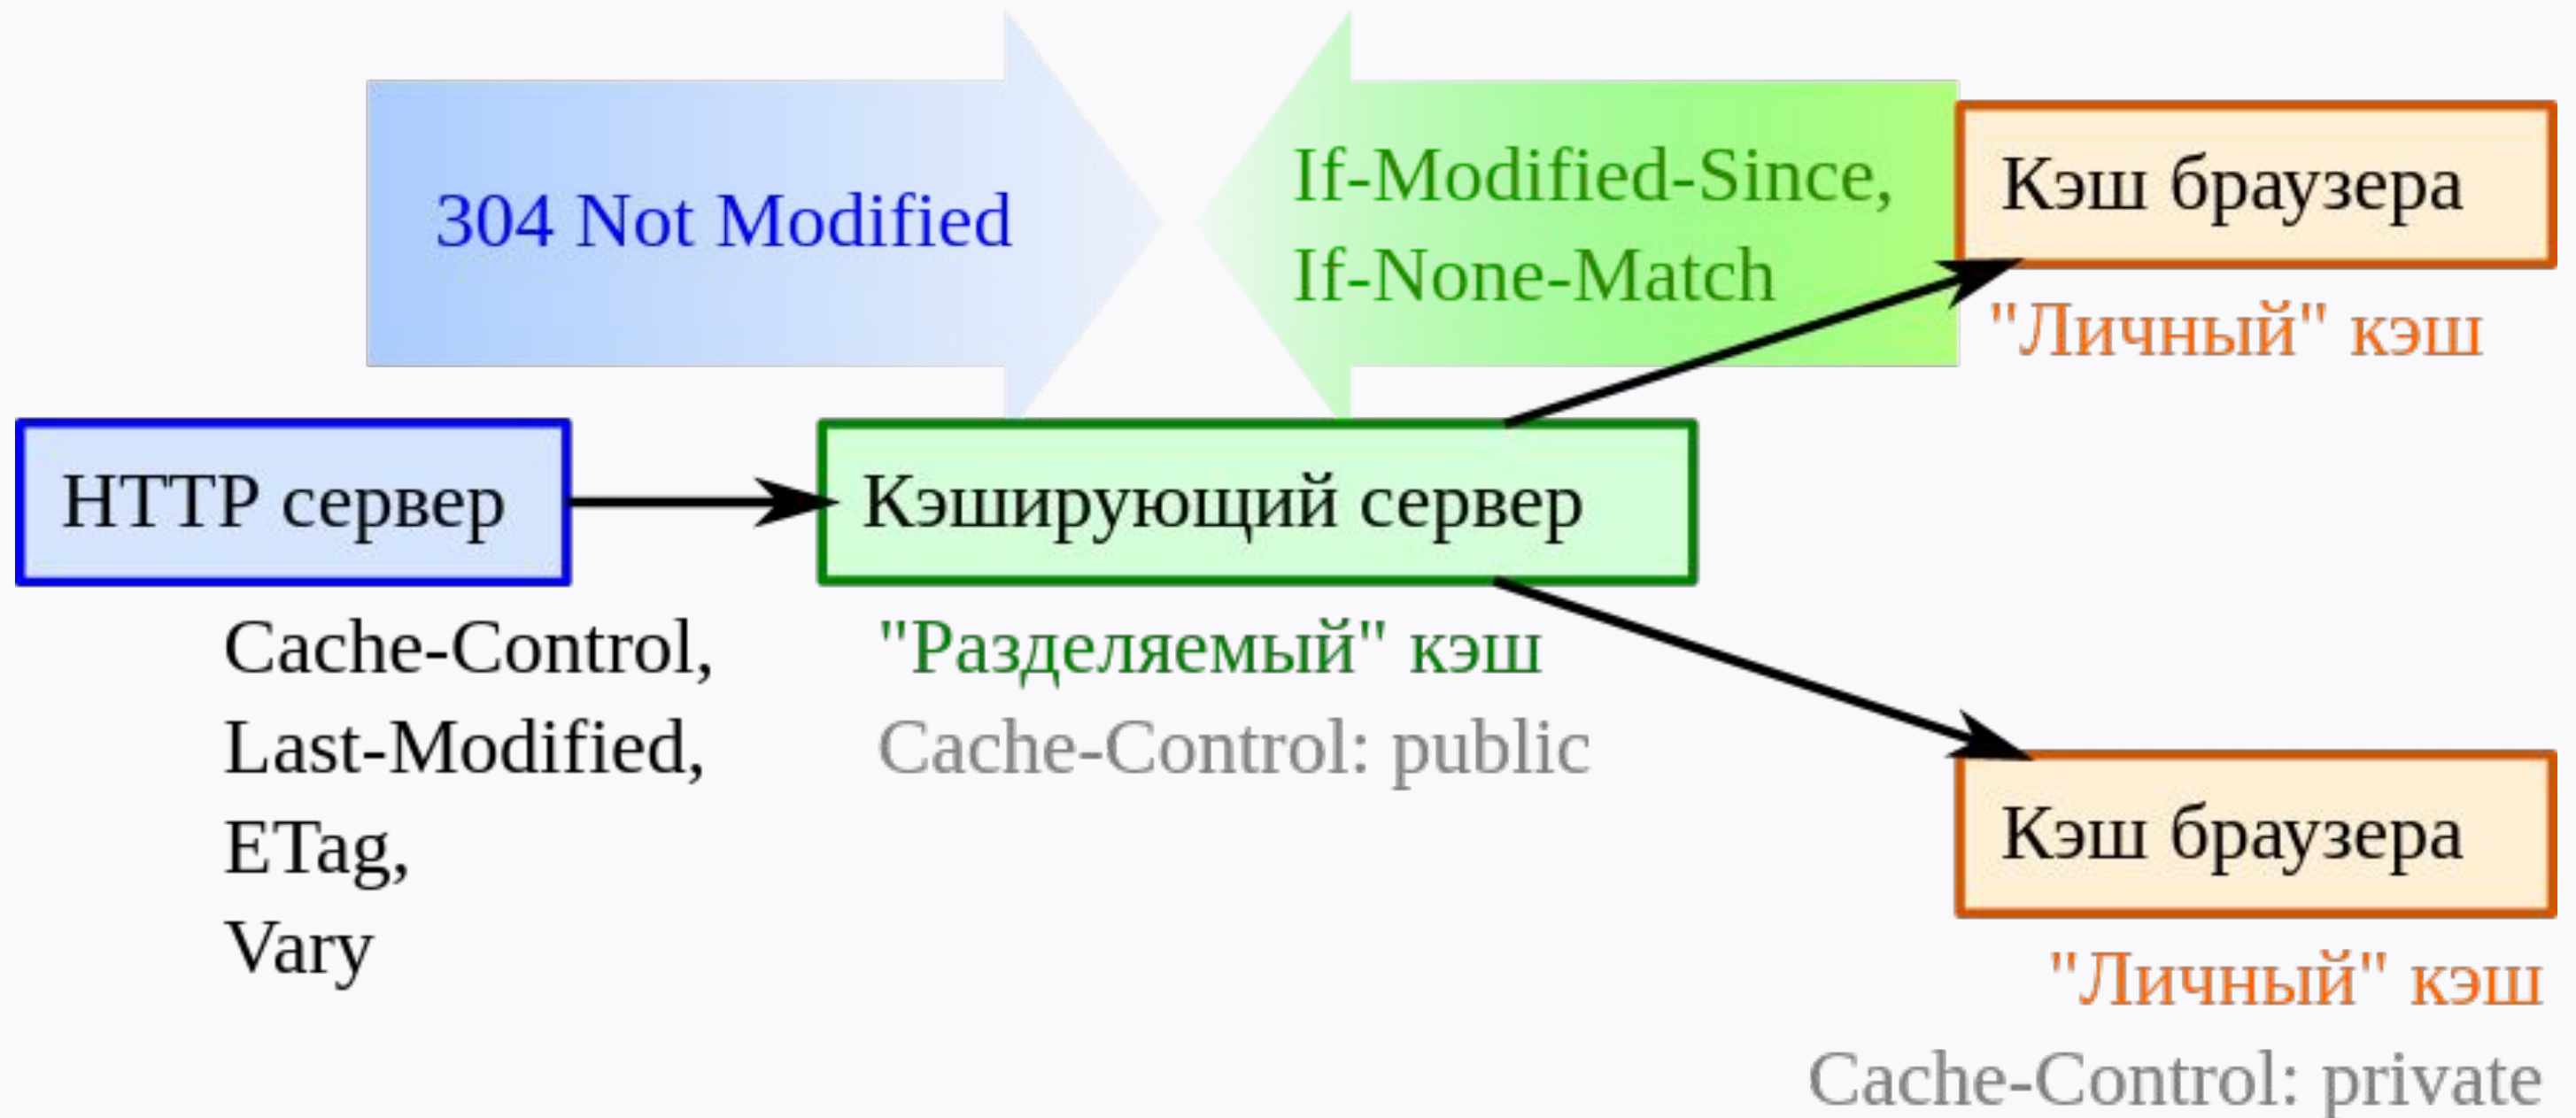 304 Not Modified
If-Modified-Since,
If-None-Match
Кэш браузера
"Личный" кэш
HTTP сервер
Кэширующий сервер
Cache-Control,
Last-Modified,
ETag,
Vary
"Разделяемый" кэш
Cache-Control: public
Кэш браузера
"Личный" кэш
Cache-Control: private